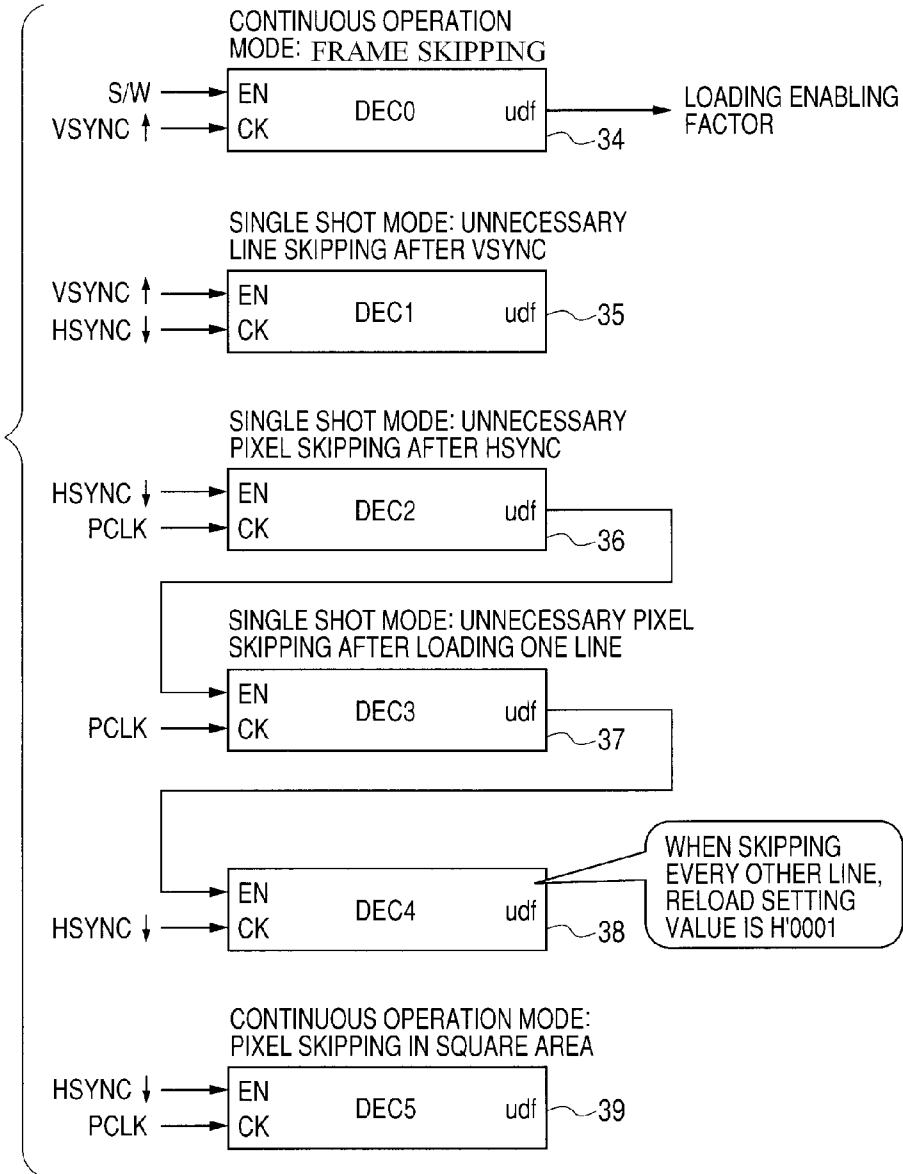 CONTINUOUS OPERATION
MODE: FRAME SKIPPING
S/W
EN
DEC0
udf
VSYNC ↑
CK
34
LOADING ENABLING
FACTOR
SINGLE SHOT MODE: UNNECESSARY
LINE SKIPPING AFTER VSYNC
VSYNC ↑
EN
DEC1
udf
HSYNC ↓
CK
35
SINGLE SHOT MODE: UNNECESSARY
PIXEL SKIPPING AFTER HSYNC
HSYNC ↓
EN
DEC2
udf
PCLK
CK
36
SINGLE SHOT MODE: UNNECESSARY PIXEL
SKIPPING AFTER LOADING ONE LINE
EN
DEC3
udf
PCLK
CK
37
EN
DEC4
udf
HSYNC ↓
CK
38
WHEN SKIPPING
EVERY OTHER LINE,
RELOAD SETTING
VALUE IS H'0001
CONTINUOUS OPERATION MODE:
PIXEL SKIPPING IN SQUARE AREA
HSYNC ↓
EN
DEC5
udf
PCLK
CK
39